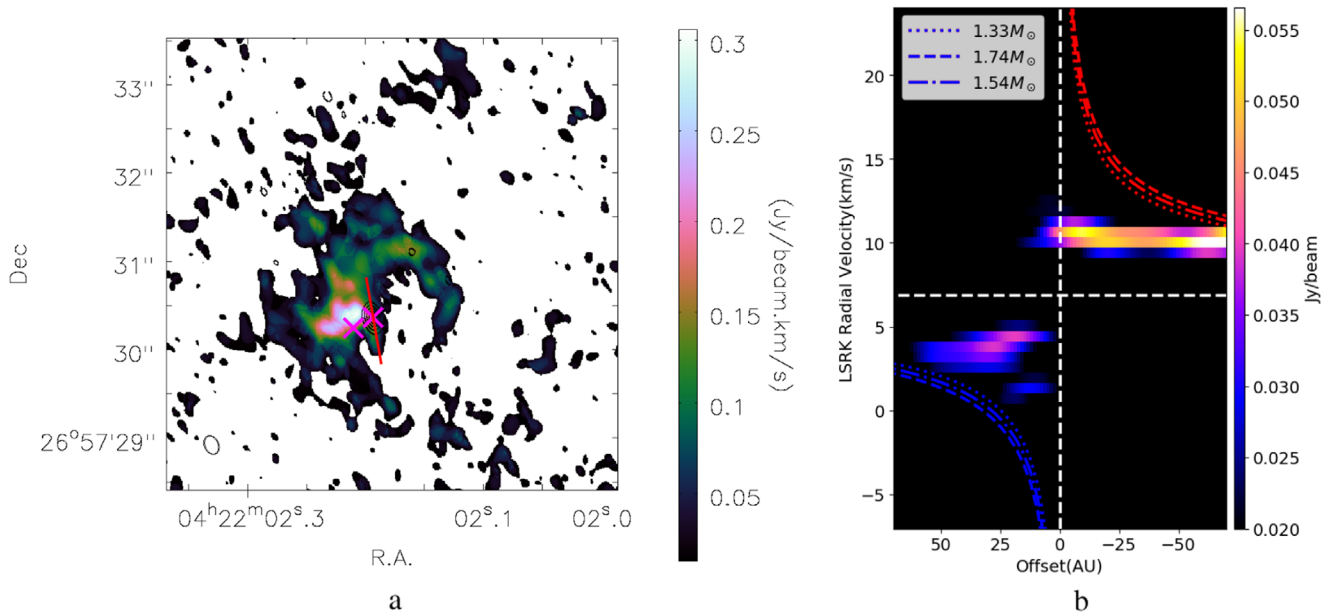 33''
32''
31''
30''
26°57'29''
Dec
04ʰ22ᵐ02ˢ.3
02ˢ.1
02ˢ.0
R.A.
0.3
0.25
0.2
0.15
0.1
0.05
(Jy/beam.km/s)
a
1.33M⊙
1.74M⊙
1.54M⊙
20
15
10
5
0
−5
LSRK Radial Velocity(km/s)
50
25
0
−25
−50
Offset(AU)
0.055
0.050
0.045
0.040
0.035
0.030
0.025
0.020
Jy/beam
b